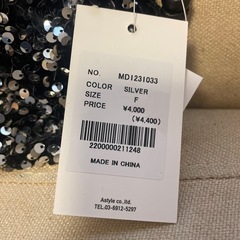 NO. MD1231033
COLOR SILVER
SIZE F
PRICE ¥4,000
(¥4,400)
2200000211248
MADE IN CHINA
Astyle co.,ltd.
TEL.03-6912-5297